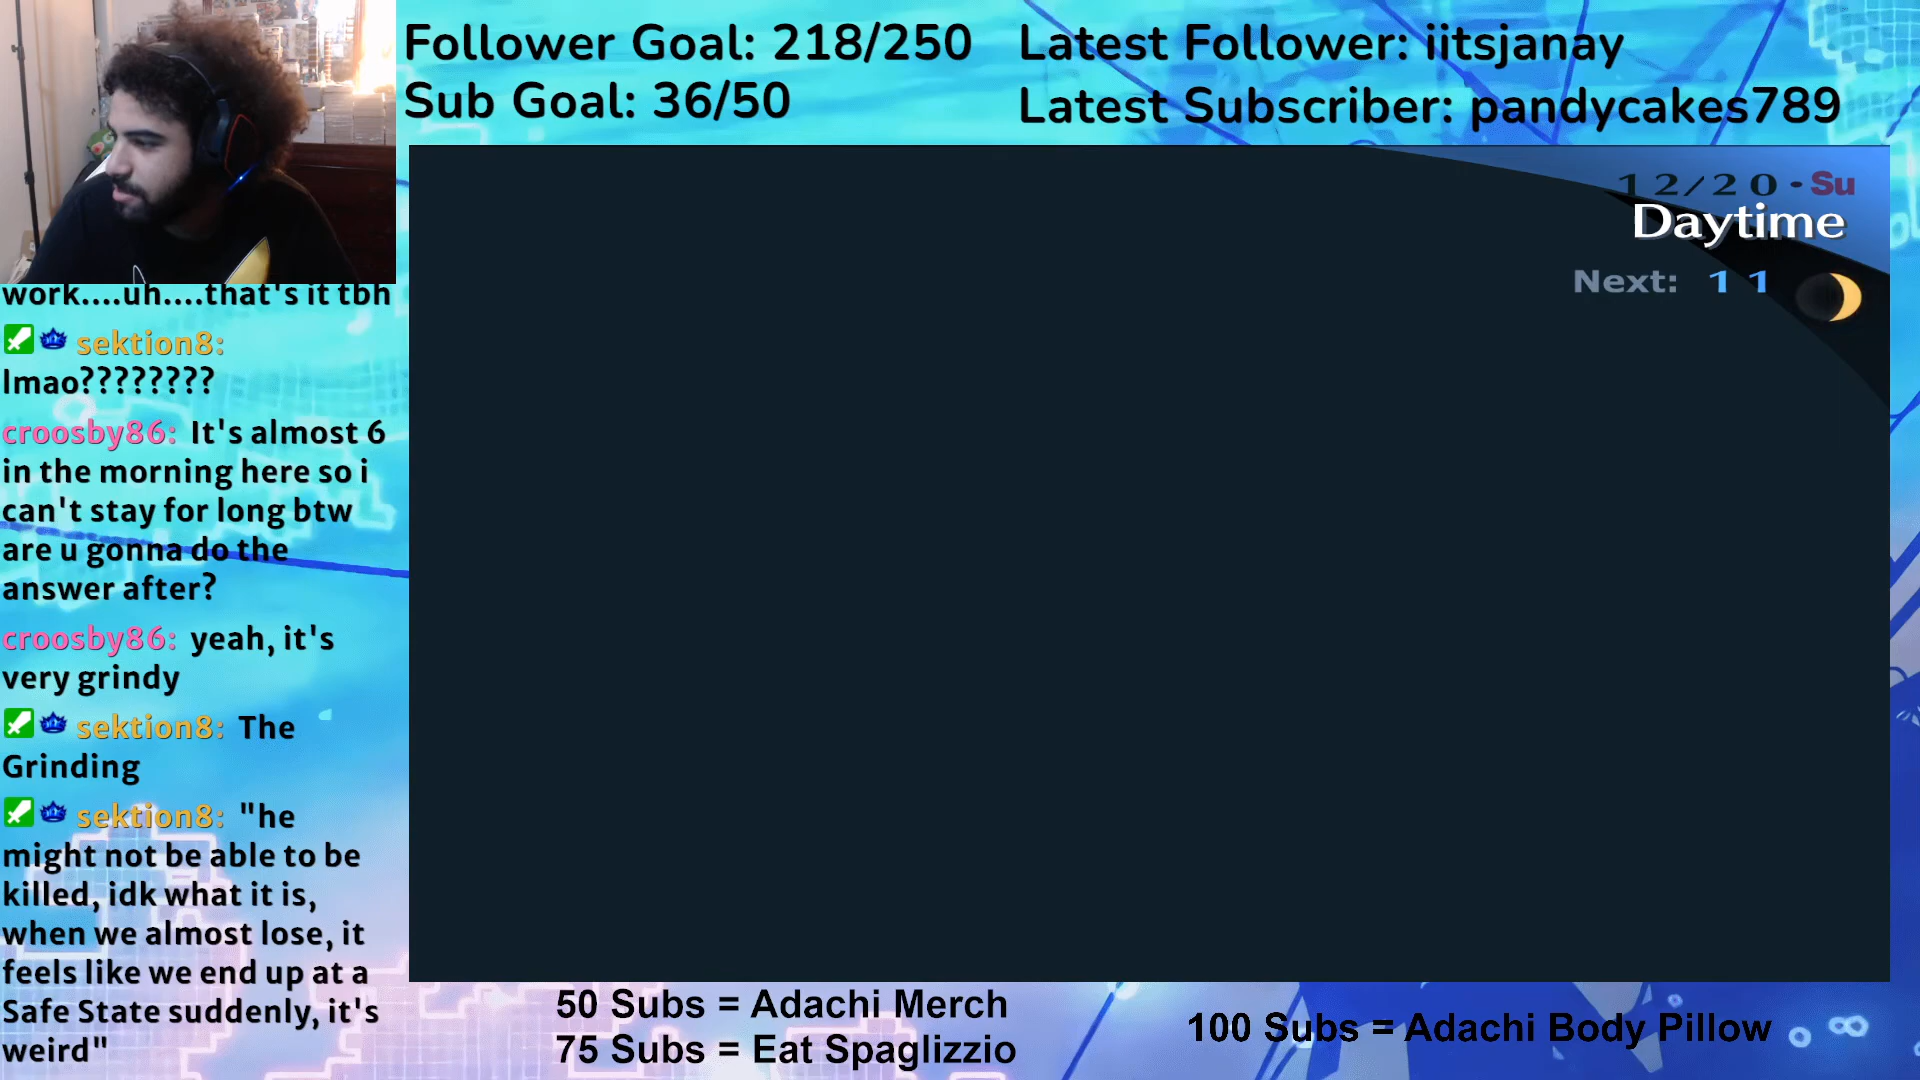 Follower Goal: 218/250
Sub Goal: 36/50
Latest Follower: iitsjanay
Latest Subscriber: pandycakes789
12/20 • Su
Daytime
Next: 11
work....uh....that's it tbh
sektion8:
lmao????????
croosby86: It's almost 6
in the morning here so i
can't stay for long btw
are u gonna do the
answer after?
croosby86: yeah, it's
very grindy
sektion8: The
Grinding
sektion8: "he
might not be able to be
killed, idk what it is,
when we almost lose, it
feels like we end up at a
Safe State suddenly, it's
weird"
50 Subs = Adachi Merch
75 Subs = Eat Spaglizzio
100 Subs = Adachi Body Pillow